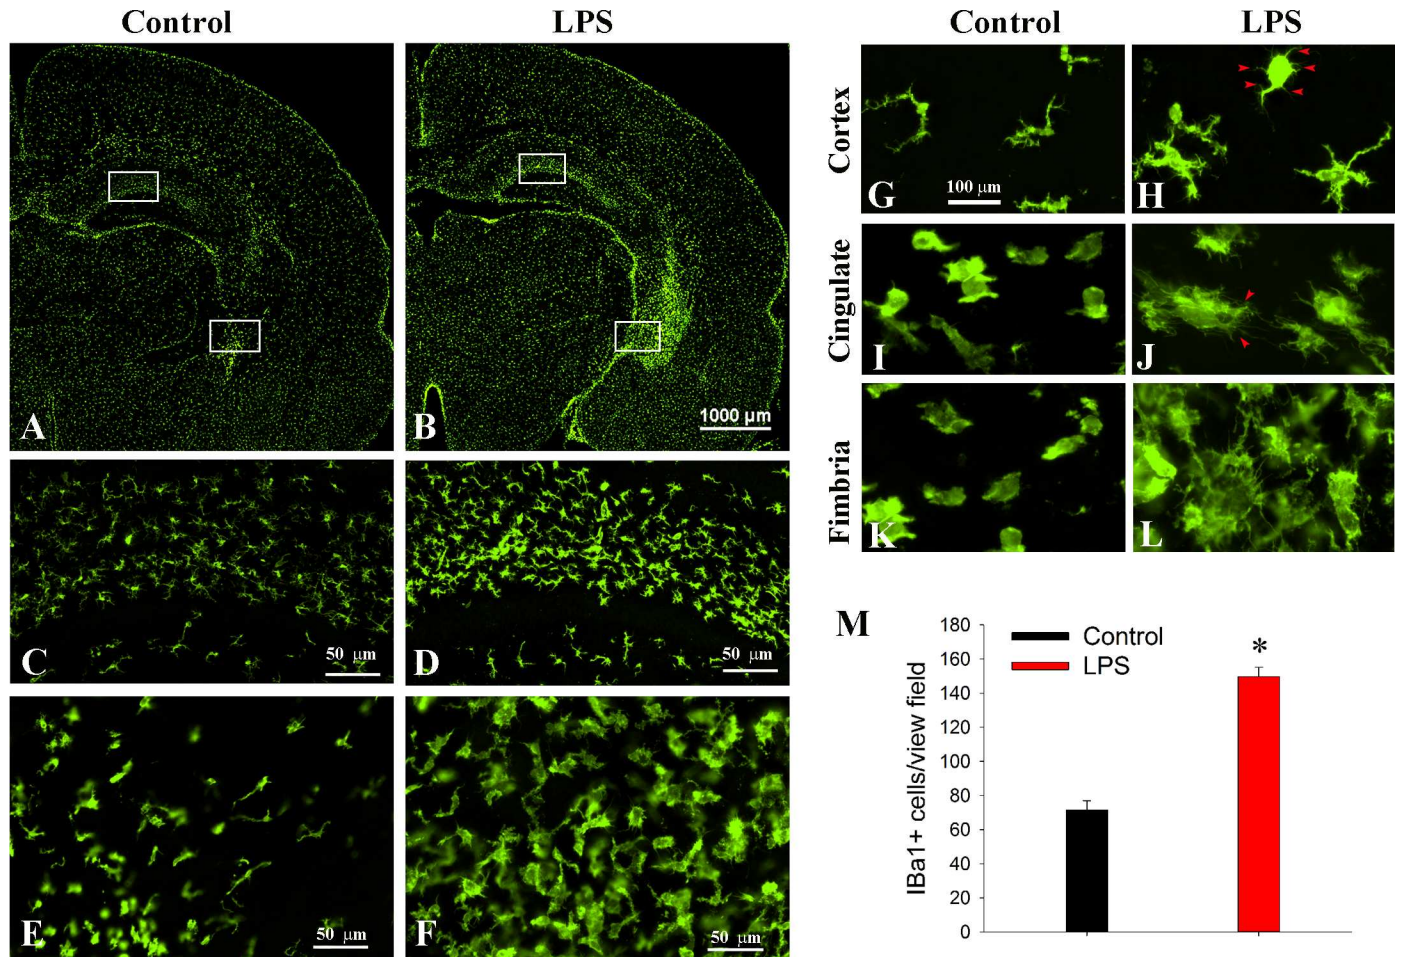 Control LPS
A B
1000 µm
C D
50 µm 50 µm
E F
50 µm 50 µm
Control LPS
Cortex
G H
100 µm
Cingulate
I J
Fimbria
K L
M
IBa1+ cells/view field
180
160
140
120
100
80
60
40
20
0
Control
LPS
*